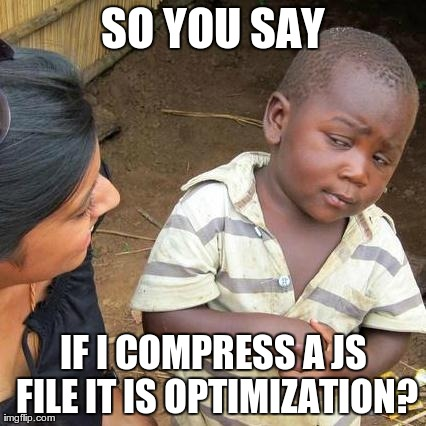 SO YOU SAY
IF I COMPRESS A JS
FILE IT IS OPTIMIZATION?
imgflip.com